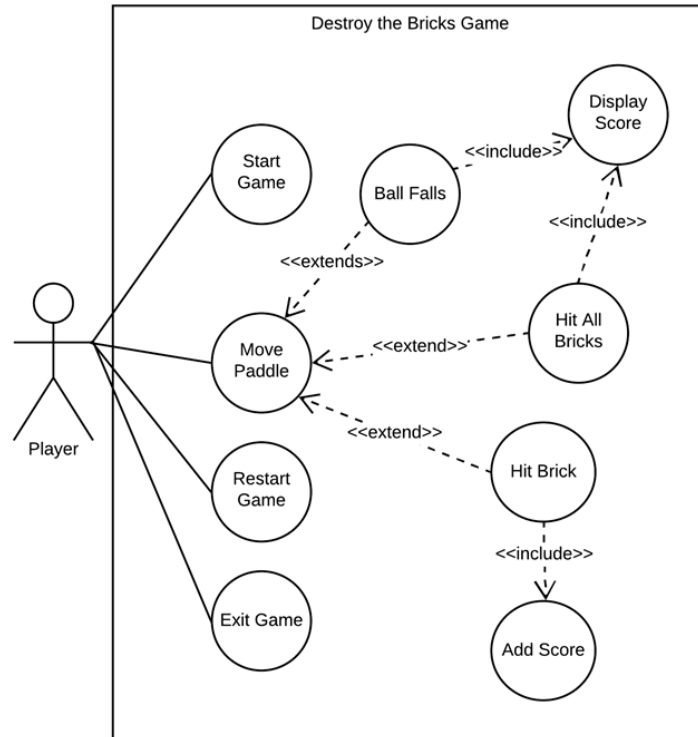 Destroy the Bricks Game
Display
Score
<<include>>
Start
Game
Ball Falls
<<include>>
<<extends>>
Hit All
Bricks
Move
Paddle
<<extend>>
<<extend>>
Player
Restart
Game
Hit Brick
<<include>>
Exit Game
Add Score